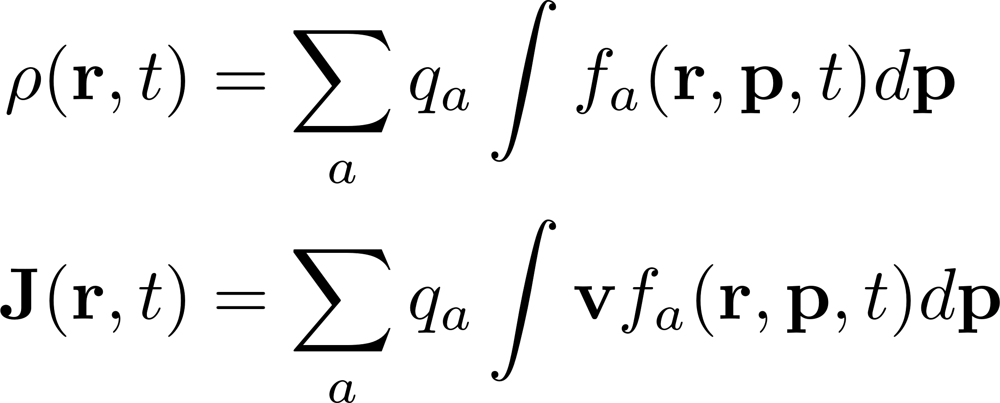 ρ(𝐫, t) = ∑_a q_a ∫ f_a(𝐫, 𝐩, t)d𝐩
𝐉(𝐫, t) = ∑_a q_a ∫ 𝐯f_a(𝐫, 𝐩, t)d𝐩